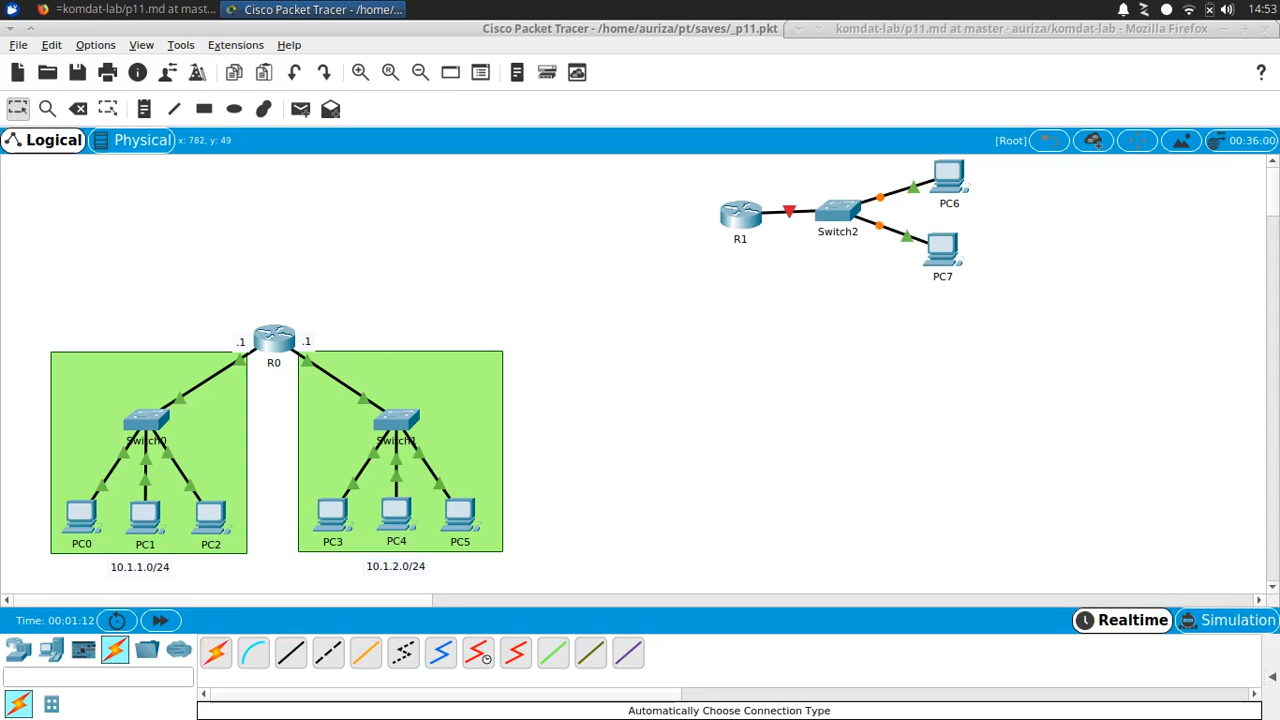 =komdat-lab/p11.md at mast...
Cisco Packet Tracer - /home/...
14:53
Cisco Packet Tracer - /home/auriza/pt/saves/_p11.pkt
komdat-lab/p11.md at master · auriza/komdat-lab - Mozilla Firefox
File Edit Options View Tools Extensions Help
?
Logical
Physical
x: 782, y: 49
[Root]
00:36:00
PC6
R1
Switch2
PC7
.1
.1
R0
Switch0
Switch1
PC0
PC1
PC2
PC3
PC4
PC5
10.1.1.0/24
10.1.2.0/24
Time: 00:01:12
Realtime
Simulation
Automatically Choose Connection Type